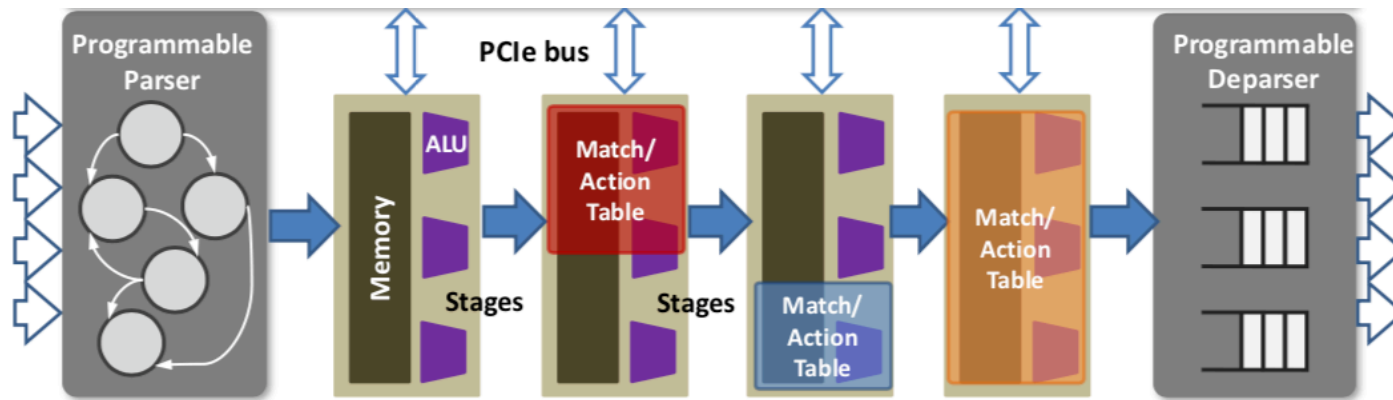 Programmable
Parser
PCIe bus
Programmable
Deparser
Memory
ALU
Match/
Action
Table
Stages
Stages
Match/
Action
Table
Match/
Action
Table